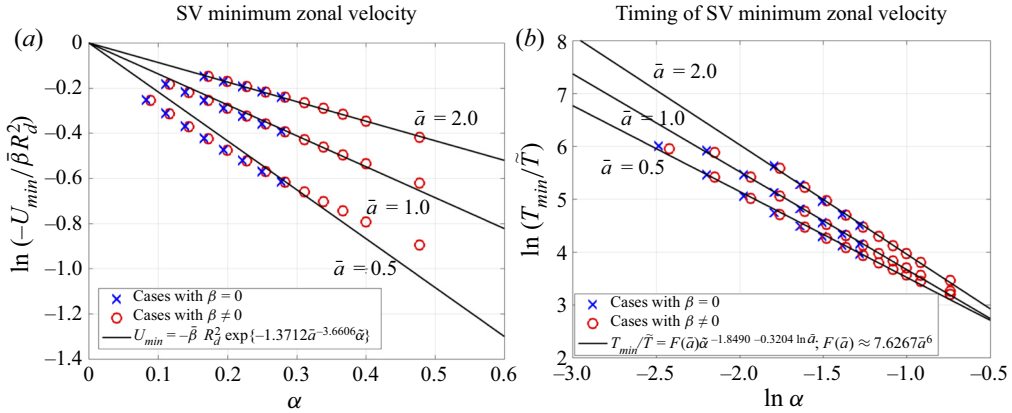 SV minimum zonal velocity
(a)
0
–0.2
–0.4
–0.6
–0.8
–1.0
–1.2
–1.4
ln (–U_min/β̄ R_d^2)
ā = 2.0
ā = 1.0
ā = 0.5
Cases with β = 0
Cases with β ≠ 0
U_min = –β̄ R_d^2 exp{–1.3712ā^–3.6606 α̃}
0 0.1 0.2 0.3 0.4 0.5 0.6
α
Timing of SV minimum zonal velocity
(b)
8
7
6
5
4
3
2
ln (T_min/T̃)
ā = 2.0
ā = 1.0
ā = 0.5
Cases with β = 0
Cases with β ≠ 0
T_min/T̃ = F(ā)α̃^–1.8490 –0.3204 ln ā; F(ā) ≈ 7.6267ā^6
–3.0 –2.5 –2.0 –1.5 –1.0 –0.5
ln α